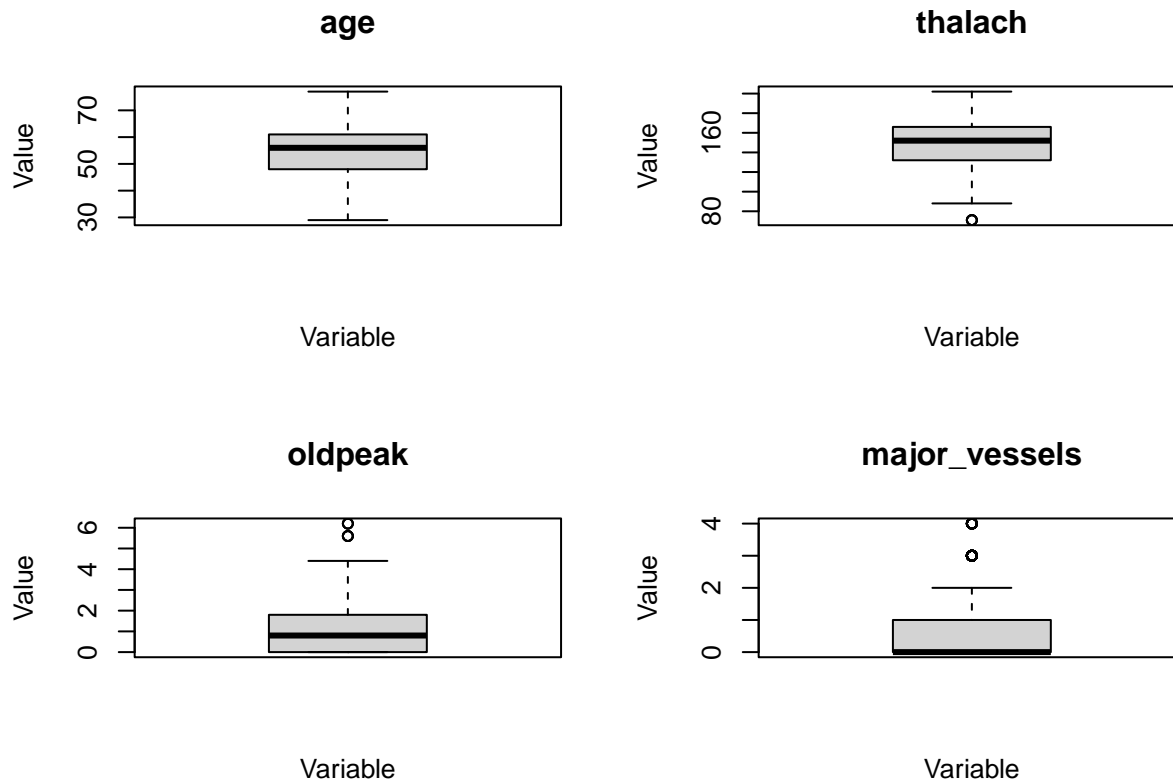 age
Value
30
50
70
Variable
thalach
Value
80
160
Variable
oldpeak
Value
0
2
4
6
Variable
major_vessels
Value
0
2
4
Variable